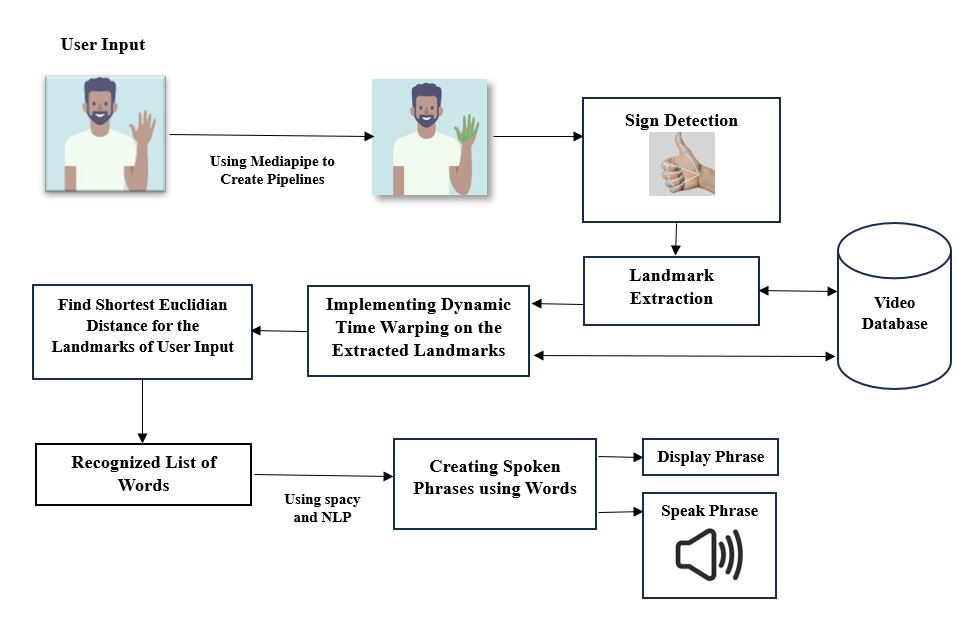 User Input
Using Mediapipe to
Create Pipelines
Sign Detection
Landmark
Extraction
Video
Database
Implementing Dynamic
Time Warping on the
Extracted Landmarks
Find Shortest Euclidian
Distance for the
Landmarks of User Input
Recognized List of
Words
Using spacy
and NLP
Creating Spoken
Phrases using Words
Display Phrase
Speak Phrase